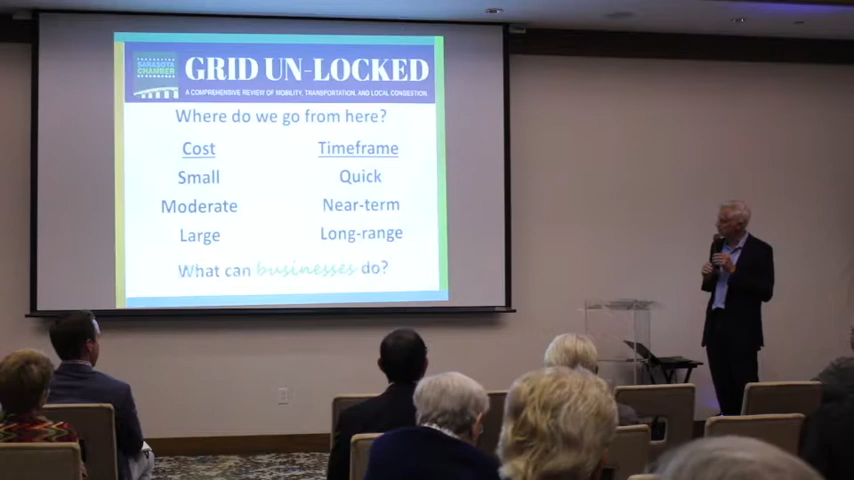 SARASOTA
CHAMBER
GRID UN-LOCKED
A COMPREHENSIVE REVIEW OF MOBILITY, TRANSPORTATION, AND LOCAL CONGESTION.
Where do we go from here?
Cost Timeframe
Small Quick
Moderate Near-term
Large Long-range
What can businesses do?